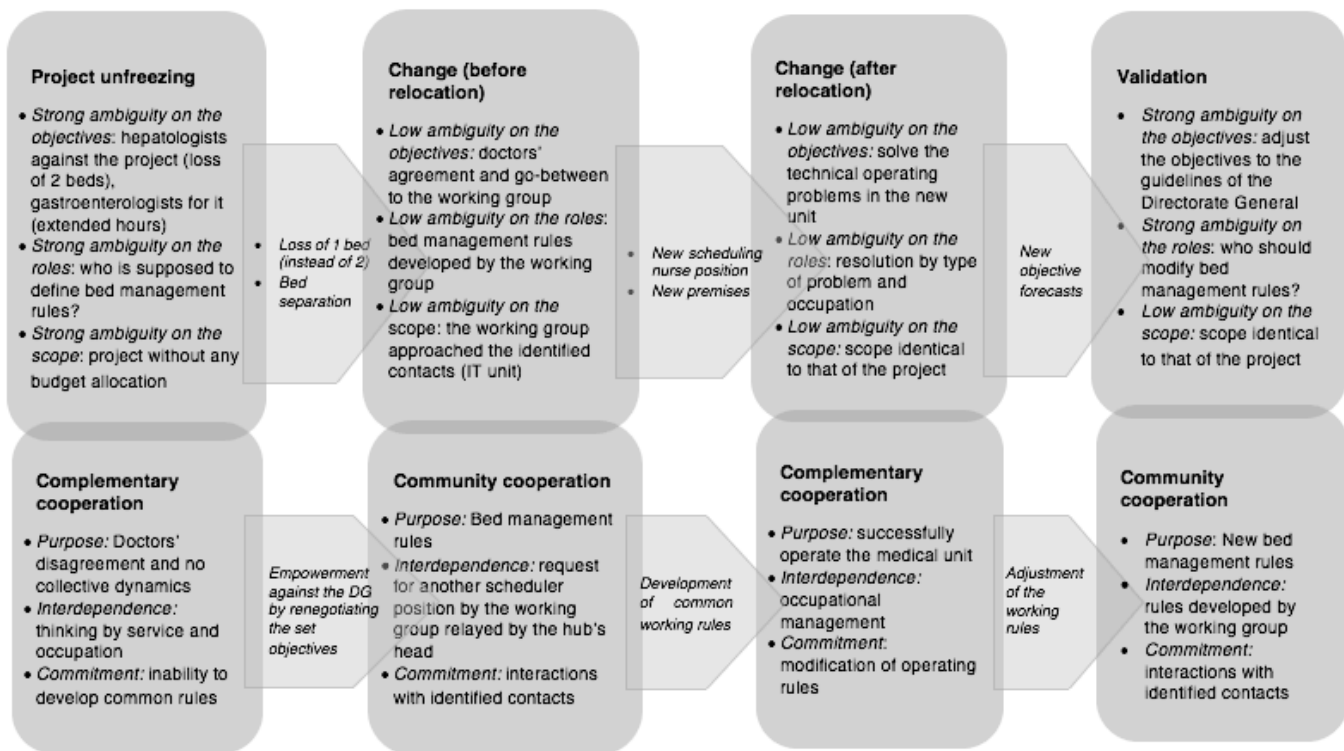 Project unfreezing
• Strong ambiguity on the
objectives: hepatologists
against the project (loss
of 2 beds),
gastroenterologists for it
(extended hours)
• Strong ambiguity on the
roles: who is supposed to
define bed management
rules?
• Strong ambiguity on the
scope: project without any
budget allocation
• Loss of 1 bed
(instead of 2)
• Bed
separation
Change (before
relocation)
• Low ambiguity on the
objectives: doctors'
agreement and go-between
to the working group
• Low ambiguity on the roles:
bed management rules
developed by the working
group
• Low ambiguity on the
scope: the working group
approached the identified
contacts (IT unit)
• New scheduling
nurse position
• New premises
Change (after
relocation)
• Low ambiguity on the
objectives: solve the
technical operating
problems in the new
unit
• Low ambiguity on the
roles: resolution by type
of problem and
occupation
• Low ambiguity on the
scope: scope identical
to that of the project
New
objective
forecasts
Validation
• Strong ambiguity on
the objectives: adjust
the objectives to the
guidelines of the
Directorate General
• Strong ambiguity on
the roles: who should
modify bed
management rules?
• Low ambiguity on the
scope: scope identical
to that of the project
Complementary
cooperation
• Purpose: Doctors'
disagreement and no
collective dynamics
• Interdependence:
thinking by service and
occupation
• Commitment: inability to
develop common rules
Empowerment
against the DG
by renegotiating
the set
objectives
Community cooperation
• Purpose: Bed management
rules
• Interdependence: request
for another scheduler
position by the working
group relayed by the hub's
head
• Commitment: interactions
with identified contacts
Development
of common
working rules
Complementary
cooperation
• Purpose: successfully
operate the medical unit
• Interdependence:
occupational
management
• Commitment:
modification of operating
rules
Adjustment
of the
working
rules
Community
cooperation
• Purpose: New bed
management rules
• Interdependence:
rules developed by
the working group
• Commitment:
interactions with
identified contacts